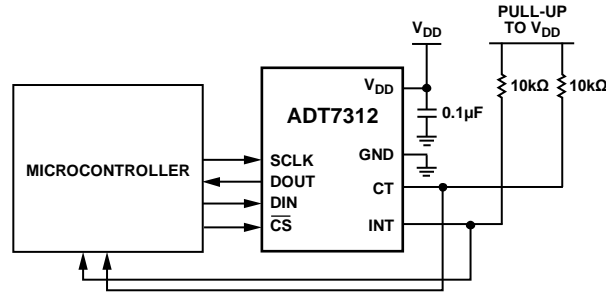 PULL-UP
TO VDD
VDD
10kΩ 10kΩ
VDD
0.1µF
ADT7312
GND
MICROCONTROLLER
SCLK
DOUT
CT
DIN
INT
CS